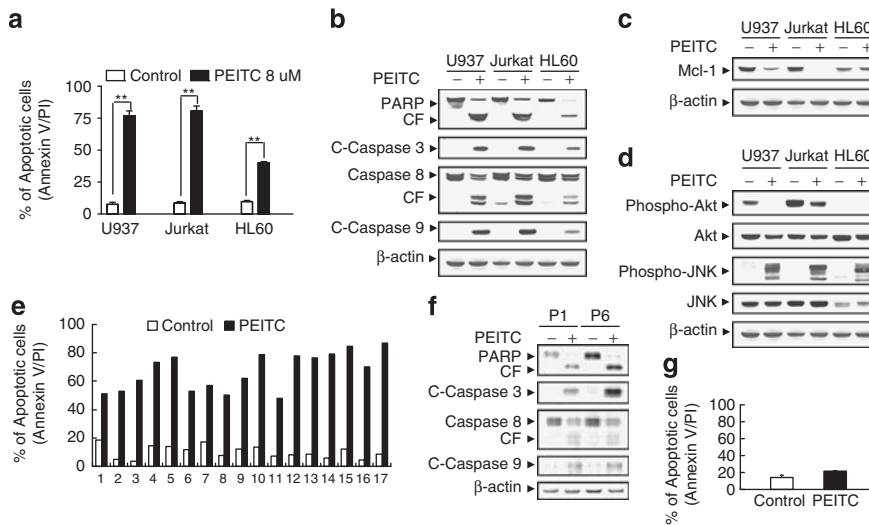 a
Control PEITC 8 uM
% of Apoptotic cells
(Annexin V/PI)
100
75
50
25
0
** ** **
U937 Jurkat HL60
b
U937 Jurkat HL60
PEITC – + – + – +
PARP
CF
C-Caspase 3
Caspase 8
CF
C-Caspase 9
β-actin
c
U937 Jurkat HL60
PEITC – + – + – +
Mcl-1
β-actin
d
U937 Jurkat HL60
PEITC – + – + – +
Phospho-Akt
Akt
Phospho-JNK
JNK
β-actin
e
Control PEITC
% of Apoptotic cells
(Annexin V/PI)
100
80
60
40
20
0
1 2 3 4 5 6 7 8 9 10 11 12 13 14 15 16 17
f
P1 P6
PEITC – + – +
PARP
CF
C-Caspase 3
Caspase 8
CF
C-Caspase 9
β-actin
g
% of Apoptotic cells
(Annexin V/PI)
100
80
60
40
20
0
Control PEITC